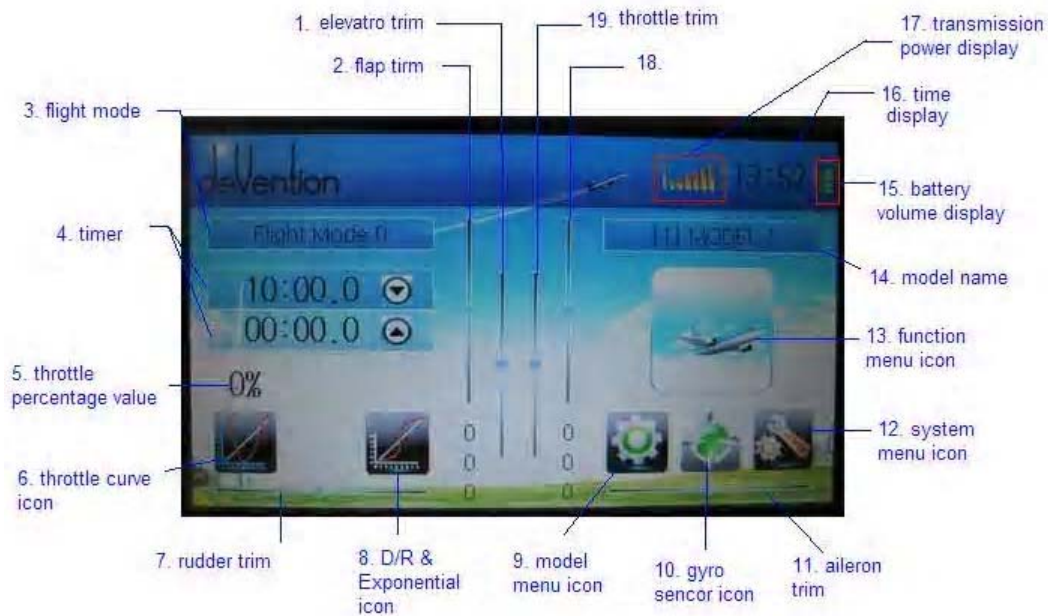 1. elevatro trim
19. throttle trim
17. transmission
power display
2. flap tirm
18.
16. time
display
3. flight mode
deVention
13:52
15. battery
volume display
4. timer
Flight Mode 0
14. model name
10:00.0
00:00.0
13. function
menu icon
5. throttle
percentage value
0%
12. system
menu icon
0 0
0 0
0 0
6. throttle curve
icon
7. rudder trim
8. D/R &
Exponential
icon
9. model
menu icon
10. gyro
sencor icon
11. aileron
trim